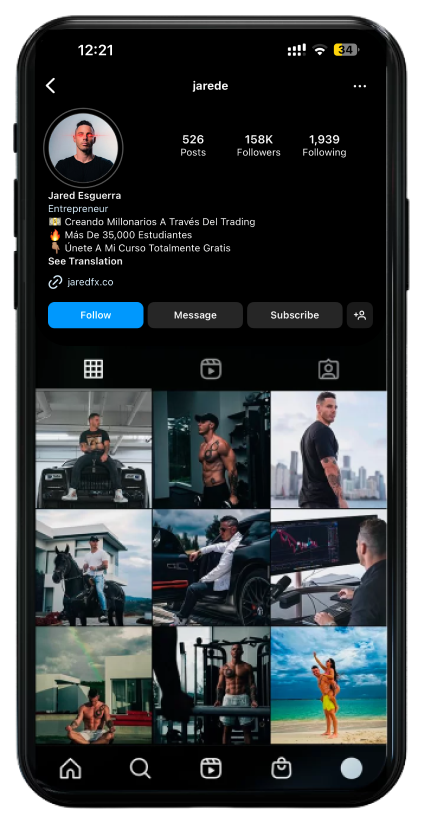 12:21
34
jarede
526
Posts
158K
Followers
1,939
Following
Jared Esguerra
Entrepreneur
💵 Creando Millonarios A Través Del Trading
🔥 Más De 35,000 Estudiantes
👇🏽 Únete A Mi Curso Totalmente Gratis
See Translation
jaredfx.co
Follow
Message
Subscribe